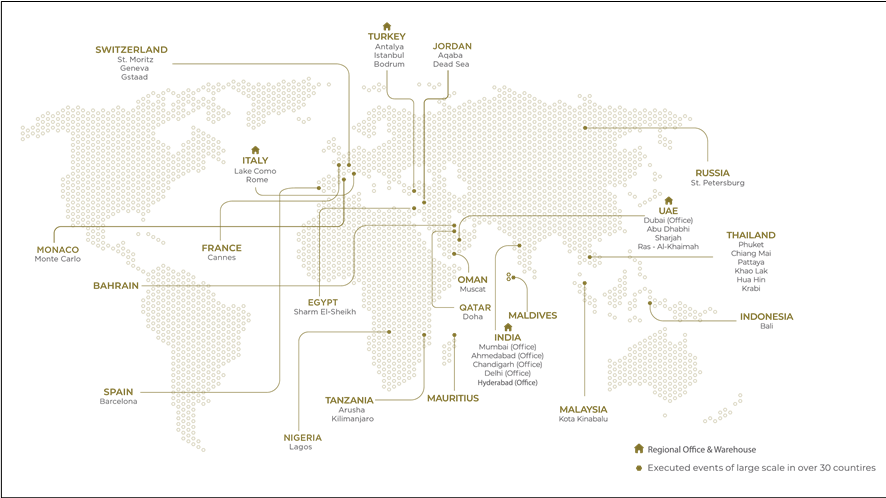 TURKEY
Antalya
Istanbul
Bodrum
JORDAN
Aqaba
Dead Sea
SWITZERLAND
St. Moritz
Geneva
Gstaad
ITALY
Lake Como
Rome
RUSSIA
St. Petersburg
UAE
Dubai (Office)
Abu Dhabhi
Sharjah
Ras - Al-Khaimah
THAILAND
Phuket
Chiang Mai
Pattaya
Khao Lak
Hua Hin
Krabi
MONACO
Monte Carlo
FRANCE
Cannes
BAHRAIN
EGYPT
Sharm El-Sheikh
OMAN
Muscat
QATAR
Doha
MALDIVES
INDONESIA
Bali
INDIA
Mumbai (Office)
Ahmedabad (Office)
Chandigarh (Office)
Delhi (Office)
Hyderabad (Office)
SPAIN
Barcelona
TANZANIA
Arusha
Kilimanjaro
MAURITIUS
MALAYSIA
Kota Kinabalu
NIGERIA
Lagos
Regional Office & Warehouse
Executed events of large scale in over 30 countires